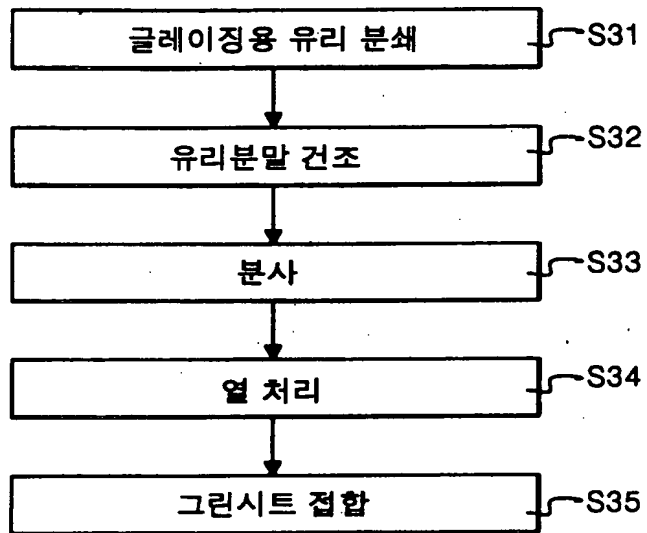 글레이징용 유리 분쇄 S31
유리분말 건조 S32
분사 S33
열 처리 S34
그린시트 접합 S35